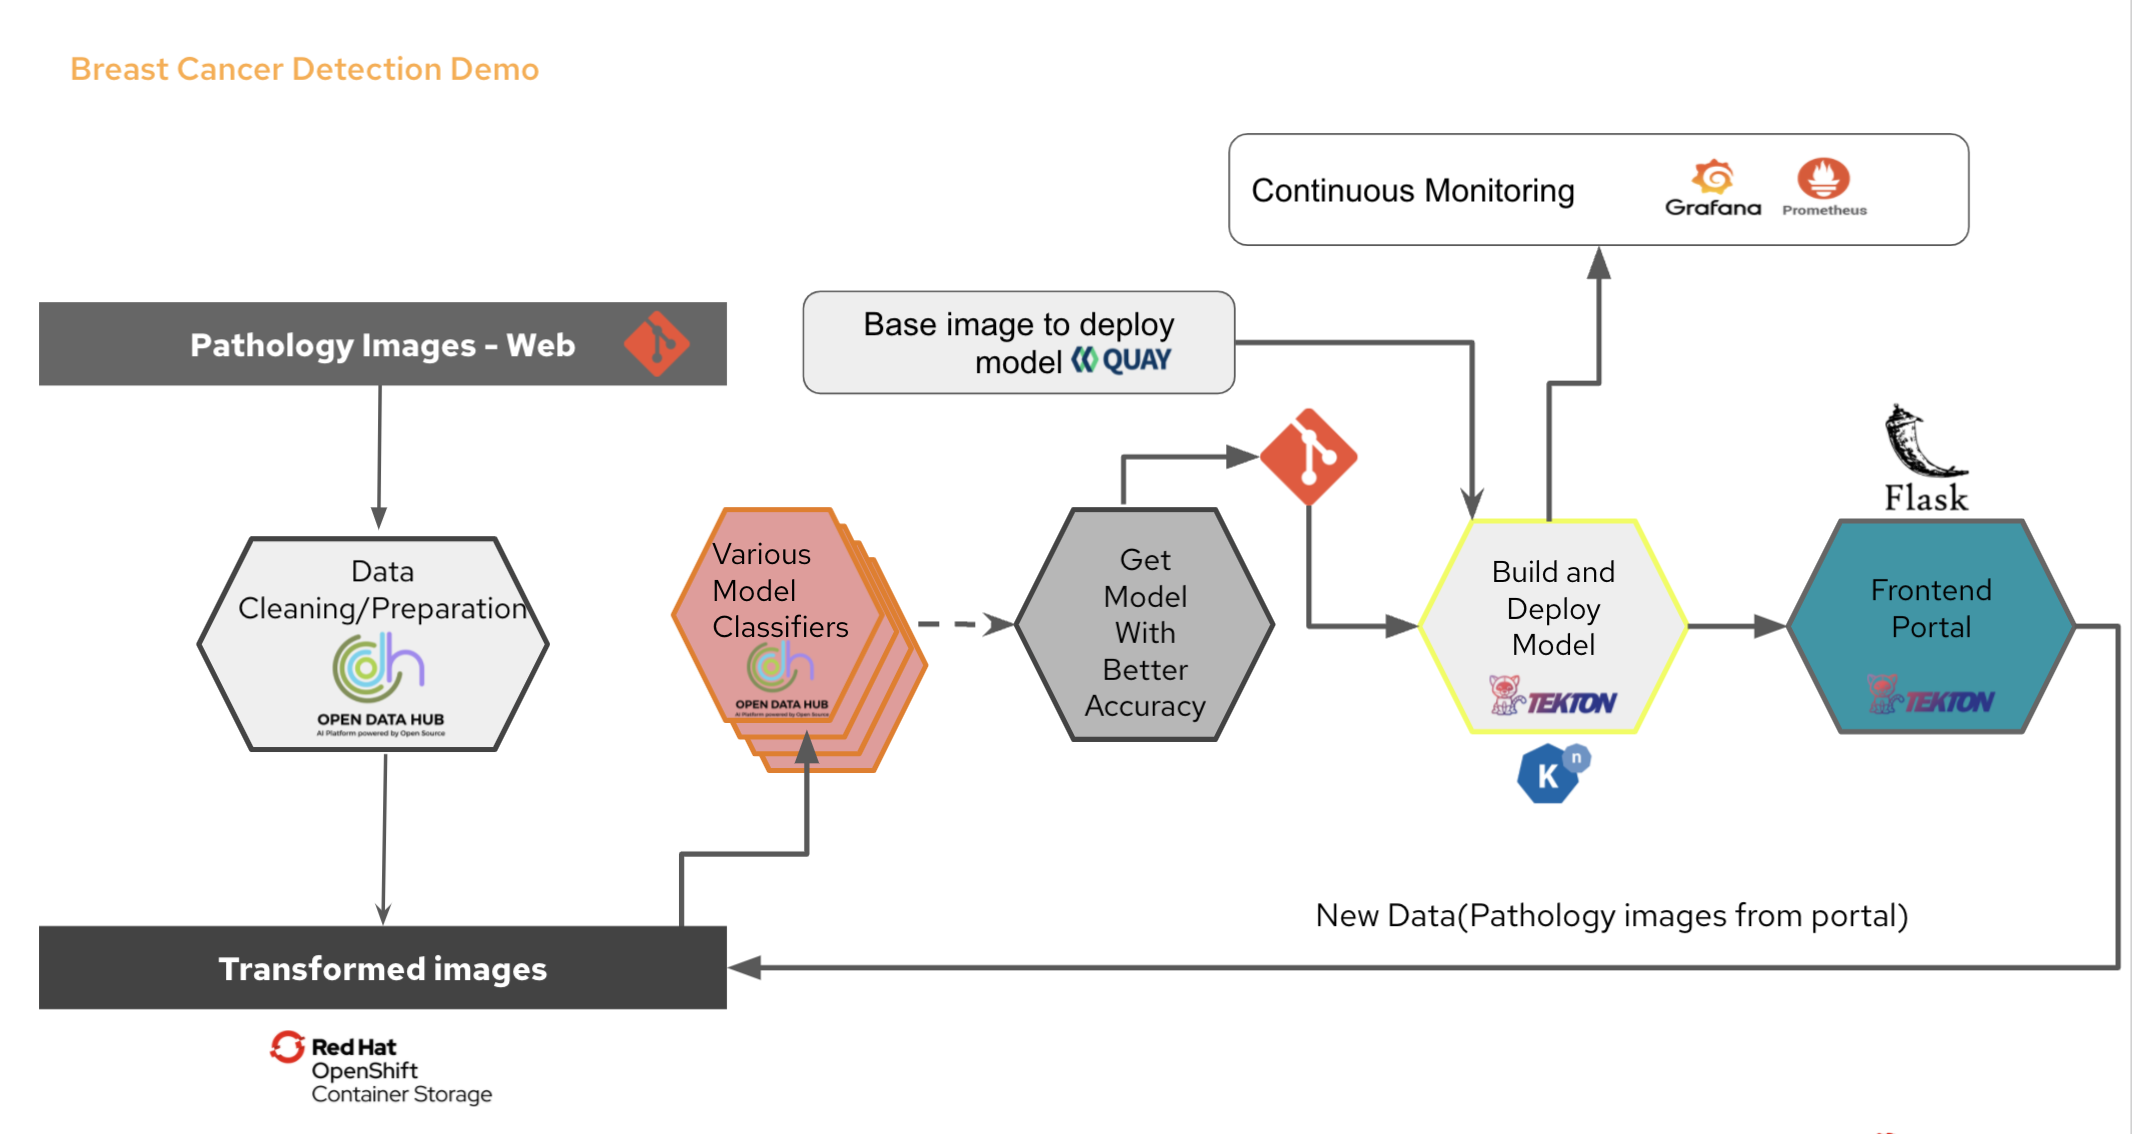 Breast Cancer Detection Demo
Continuous Monitoring
Grafana
Prometheus
Pathology Images - Web
Base image to deploy
model QUAY
Flask
Data
Cleaning/Preparation
OPEN DATA HUB
AI Platform powered by Open Source
Various
Model
Classifiers
OPEN DATA HUB
AI Platform powered by Open Source
Get
Model
With
Better
Accuracy
Build and
Deploy
Model
TEKTON
K n
Frontend
Portal
TEKTON
New Data(Pathology images from portal)
Transformed images
Red Hat
OpenShift
Container Storage